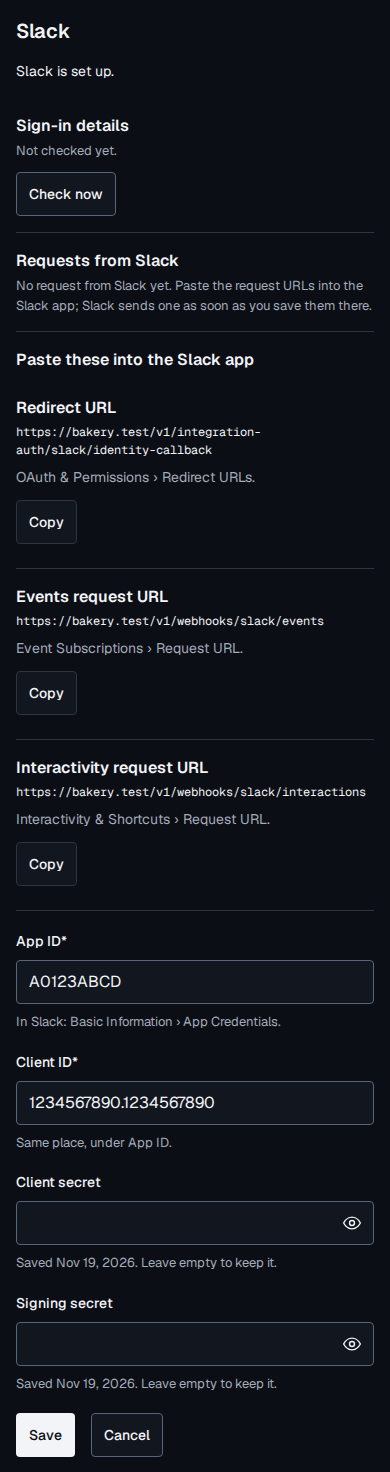 Slack
Slack is set up.
Sign-in details
Not checked yet.
Check now
Requests from Slack
No request from Slack yet. Paste the request URLs into the
Slack app; Slack sends one as soon as you save them there.
Paste these into the Slack app
Redirect URL
https://bakery.test/v1/integration-
auth/slack/identity-callback
OAuth & Permissions › Redirect URLs.
Copy
Events request URL
https://bakery.test/v1/webhooks/slack/events
Event Subscriptions › Request URL.
Copy
Interactivity request URL
https://bakery.test/v1/webhooks/slack/interactions
Interactivity & Shortcuts › Request URL.
Copy
App ID*
A0123ABCD
In Slack: Basic Information › App Credentials.
Client ID*
1234567890.1234567890
Same place, under App ID.
Client secret
Saved Nov 19, 2026. Leave empty to keep it.
Signing secret
Saved Nov 19, 2026. Leave empty to keep it.
Save
Cancel